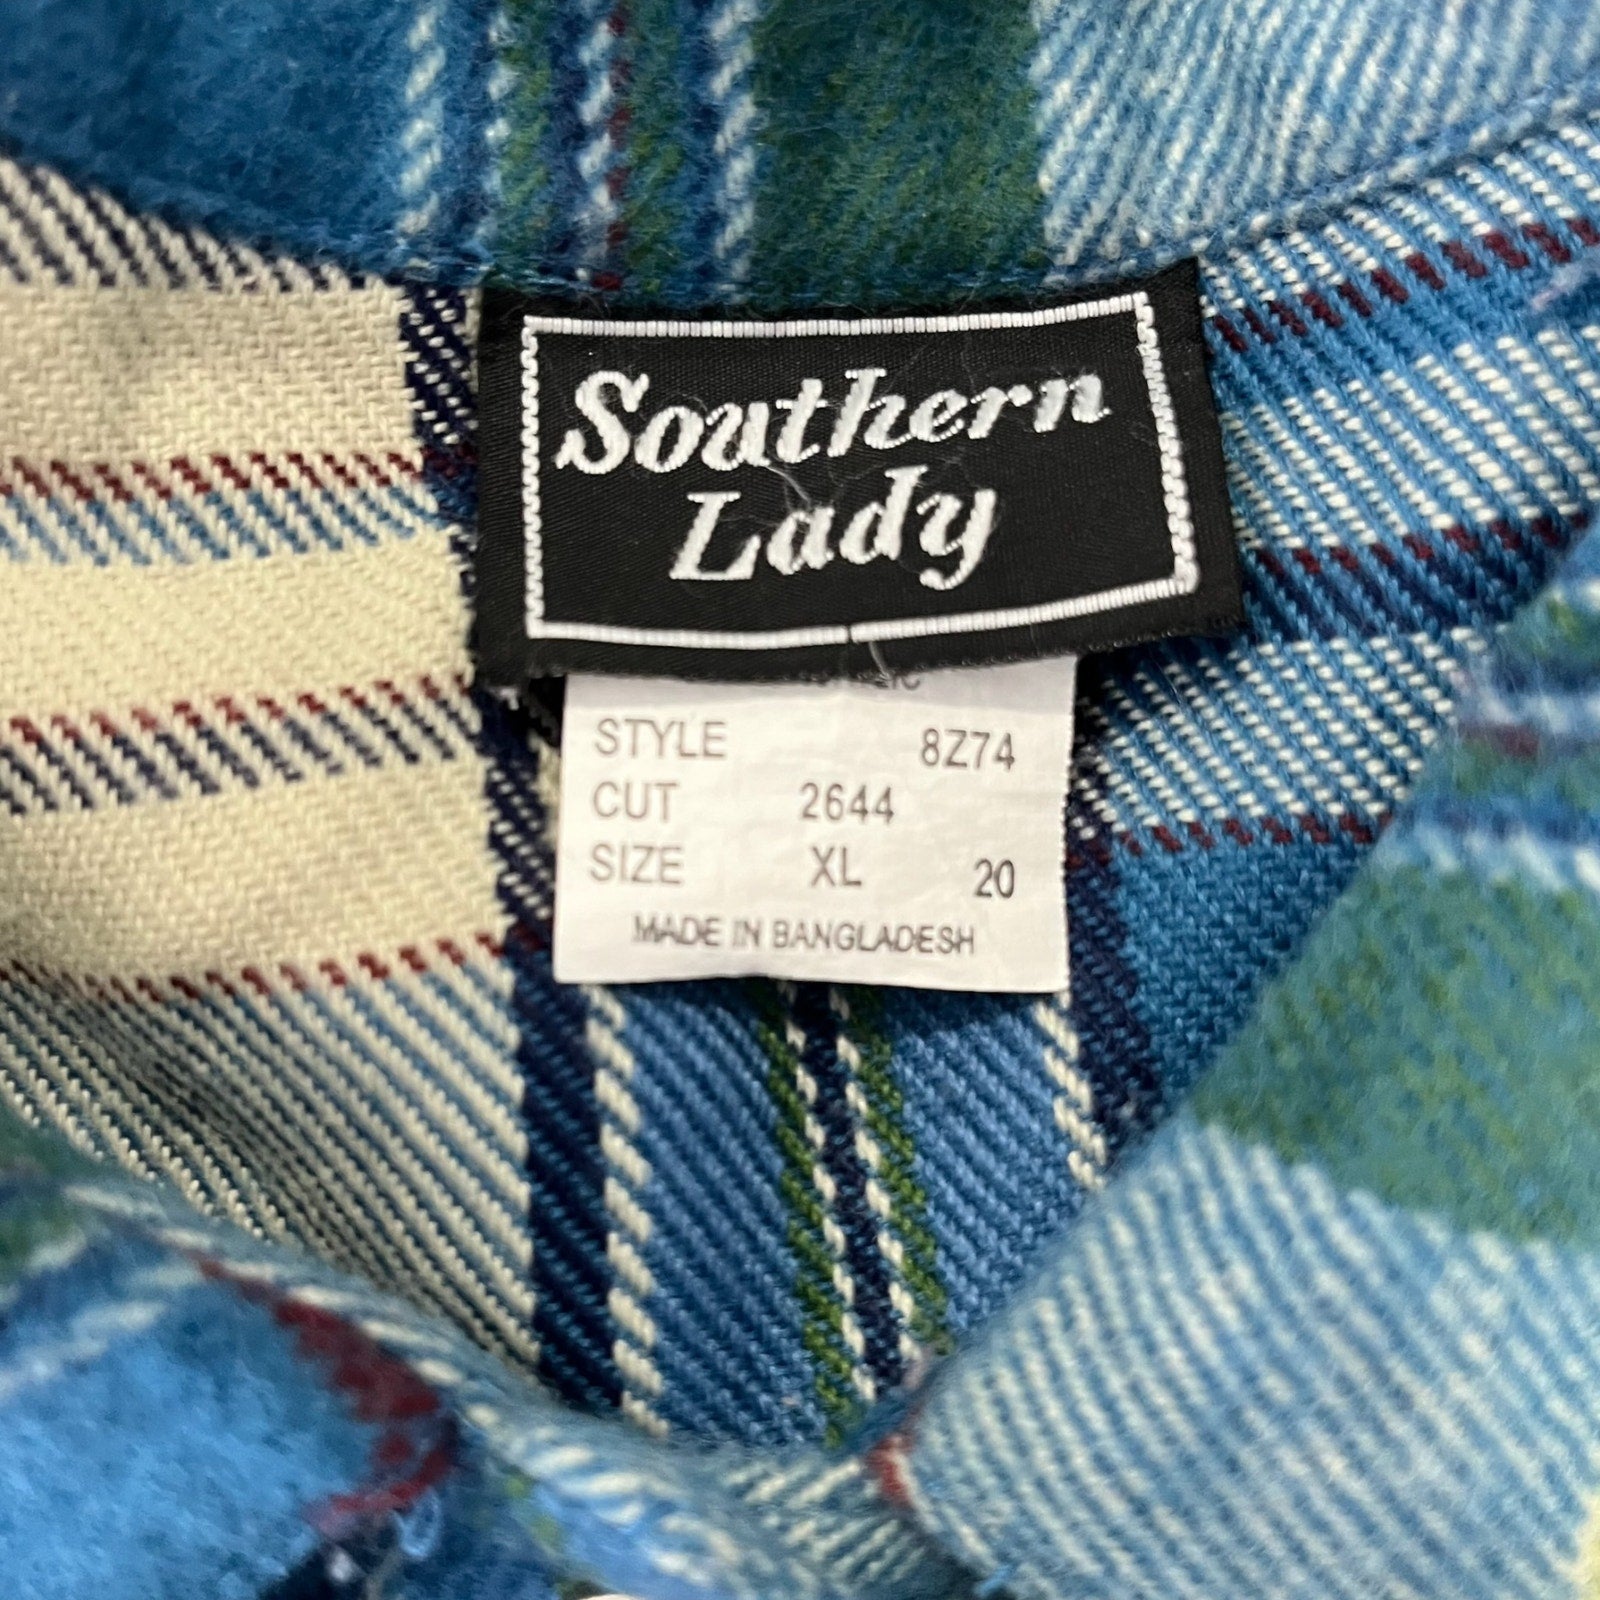 Southern
Lady
STYLE 8Z74
CUT 2644
SIZE XL 20
MADE IN BANGLADESH